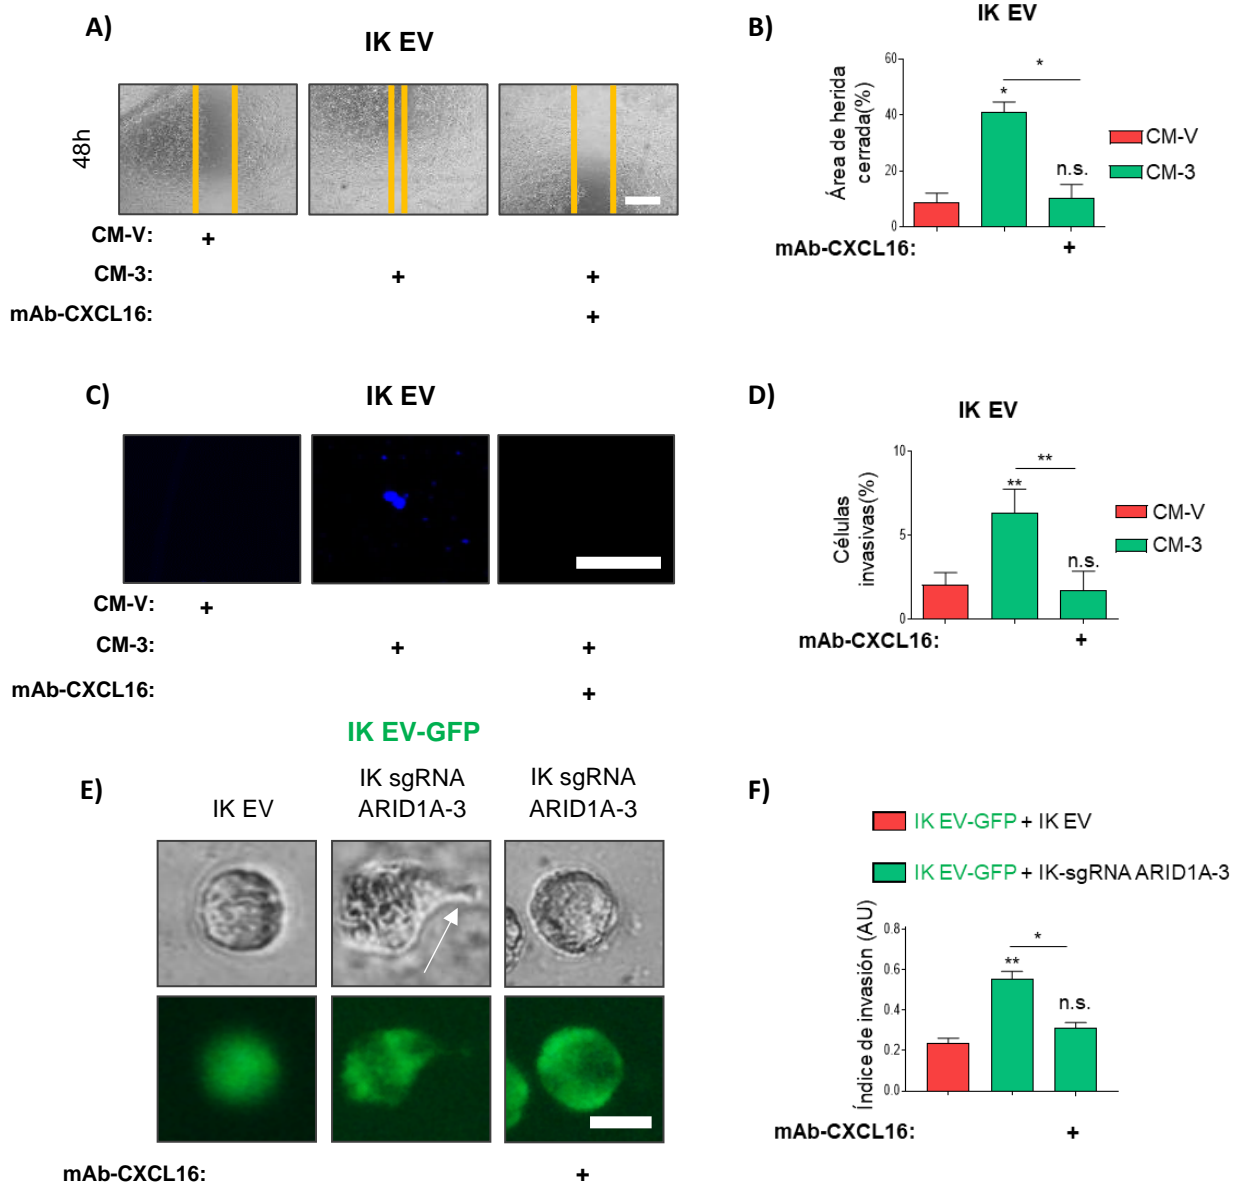 A)
IK EV
48h
CM-V: +
CM-3: + +
mAb-CXCL16: +
B)
IK EV
Área de herida
cerrada(%)
60
40
20
0
*
*
n.s.
CM-V
CM-3
mAb-CXCL16: +
C)
IK EV
CM-V: +
CM-3: + +
mAb-CXCL16: +
D)
IK EV
Células
invasivas(%)
10
5
0
**
**
n.s.
CM-V
CM-3
mAb-CXCL16: +
IK EV-GFP
E)
IK EV
IK sgRNA
ARID1A-3
IK sgRNA
ARID1A-3
mAb-CXCL16: +
F)
IK EV-GFP + IK EV
IK EV-GFP + IK-sgRNA ARID1A-3
Índice de invasión (AU)
0.8
0.6
0.4
0.2
0.0
*
**
n.s.
mAb-CXCL16: +